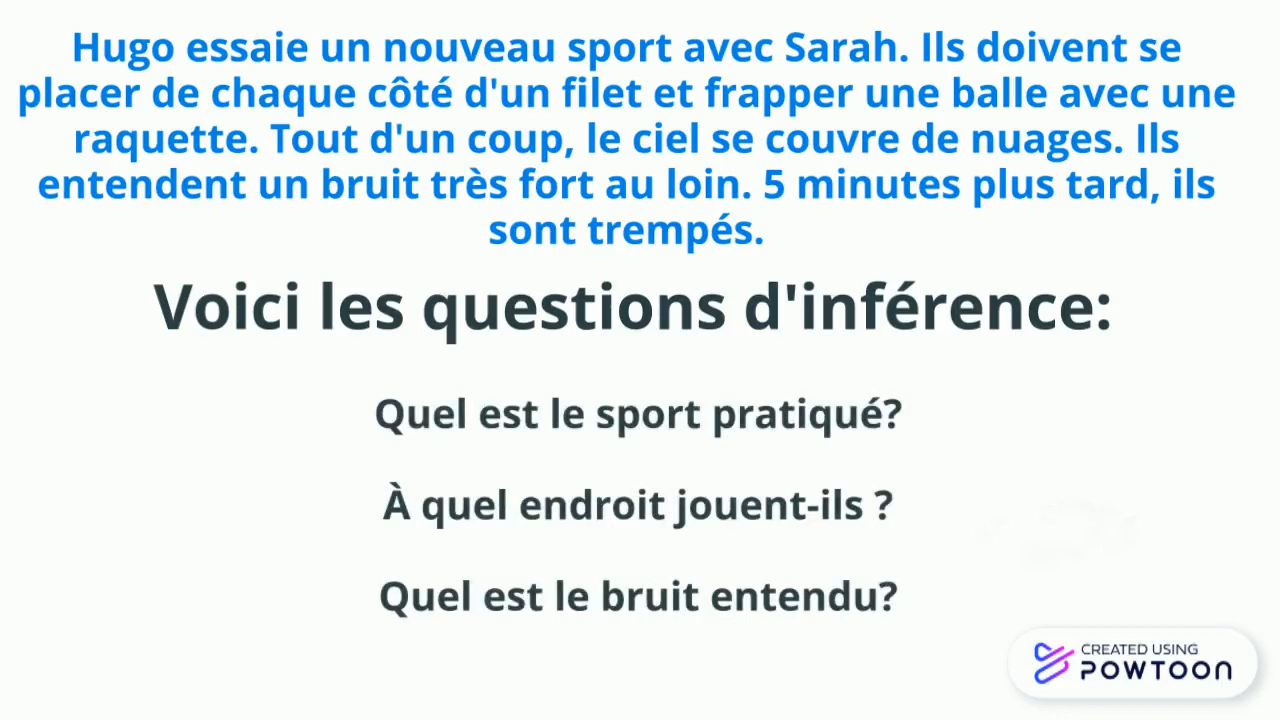 Hugo essaie un nouveau sport avec Sarah. Ils doivent se
placer de chaque côté d'un filet et frapper une balle avec une
raquette. Tout d'un coup, le ciel se couvre de nuages. Ils
entendent un bruit très fort au loin. 5 minutes plus tard, ils
sont trempés.
Voici les questions d'inférence:
Quel est le sport pratiqué?
À quel endroit jouent-ils ?
Quel est le bruit entendu?
CREATED USING
POWTOON